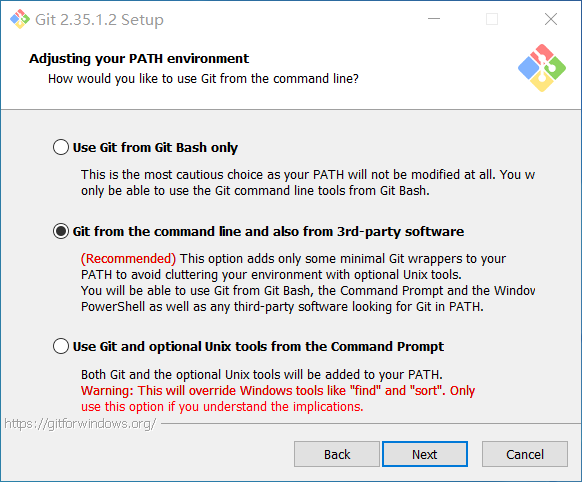 Git 2.35.1.2 Setup
Adjusting your PATH environment
How would you like to use Git from the command line?
Use Git from Git Bash only
This is the most cautious choice as your PATH will not be modified at all. You w
only be able to use the Git command line tools from Git Bash.
Git from the command line and also from 3rd-party software
(Recommended) This option adds only some minimal Git wrappers to your
PATH to avoid cluttering your environment with optional Unix tools.
You will be able to use Git from Git Bash, the Command Prompt and the Window
PowerShell as well as any third-party software looking for Git in PATH.
Use Git and optional Unix tools from the Command Prompt
Both Git and the optional Unix tools will be added to your PATH.
Warning: This will override Windows tools like "find" and "sort". Only
use this option if you understand the implications.
https://gitforwindows.org/
Back Next Cancel